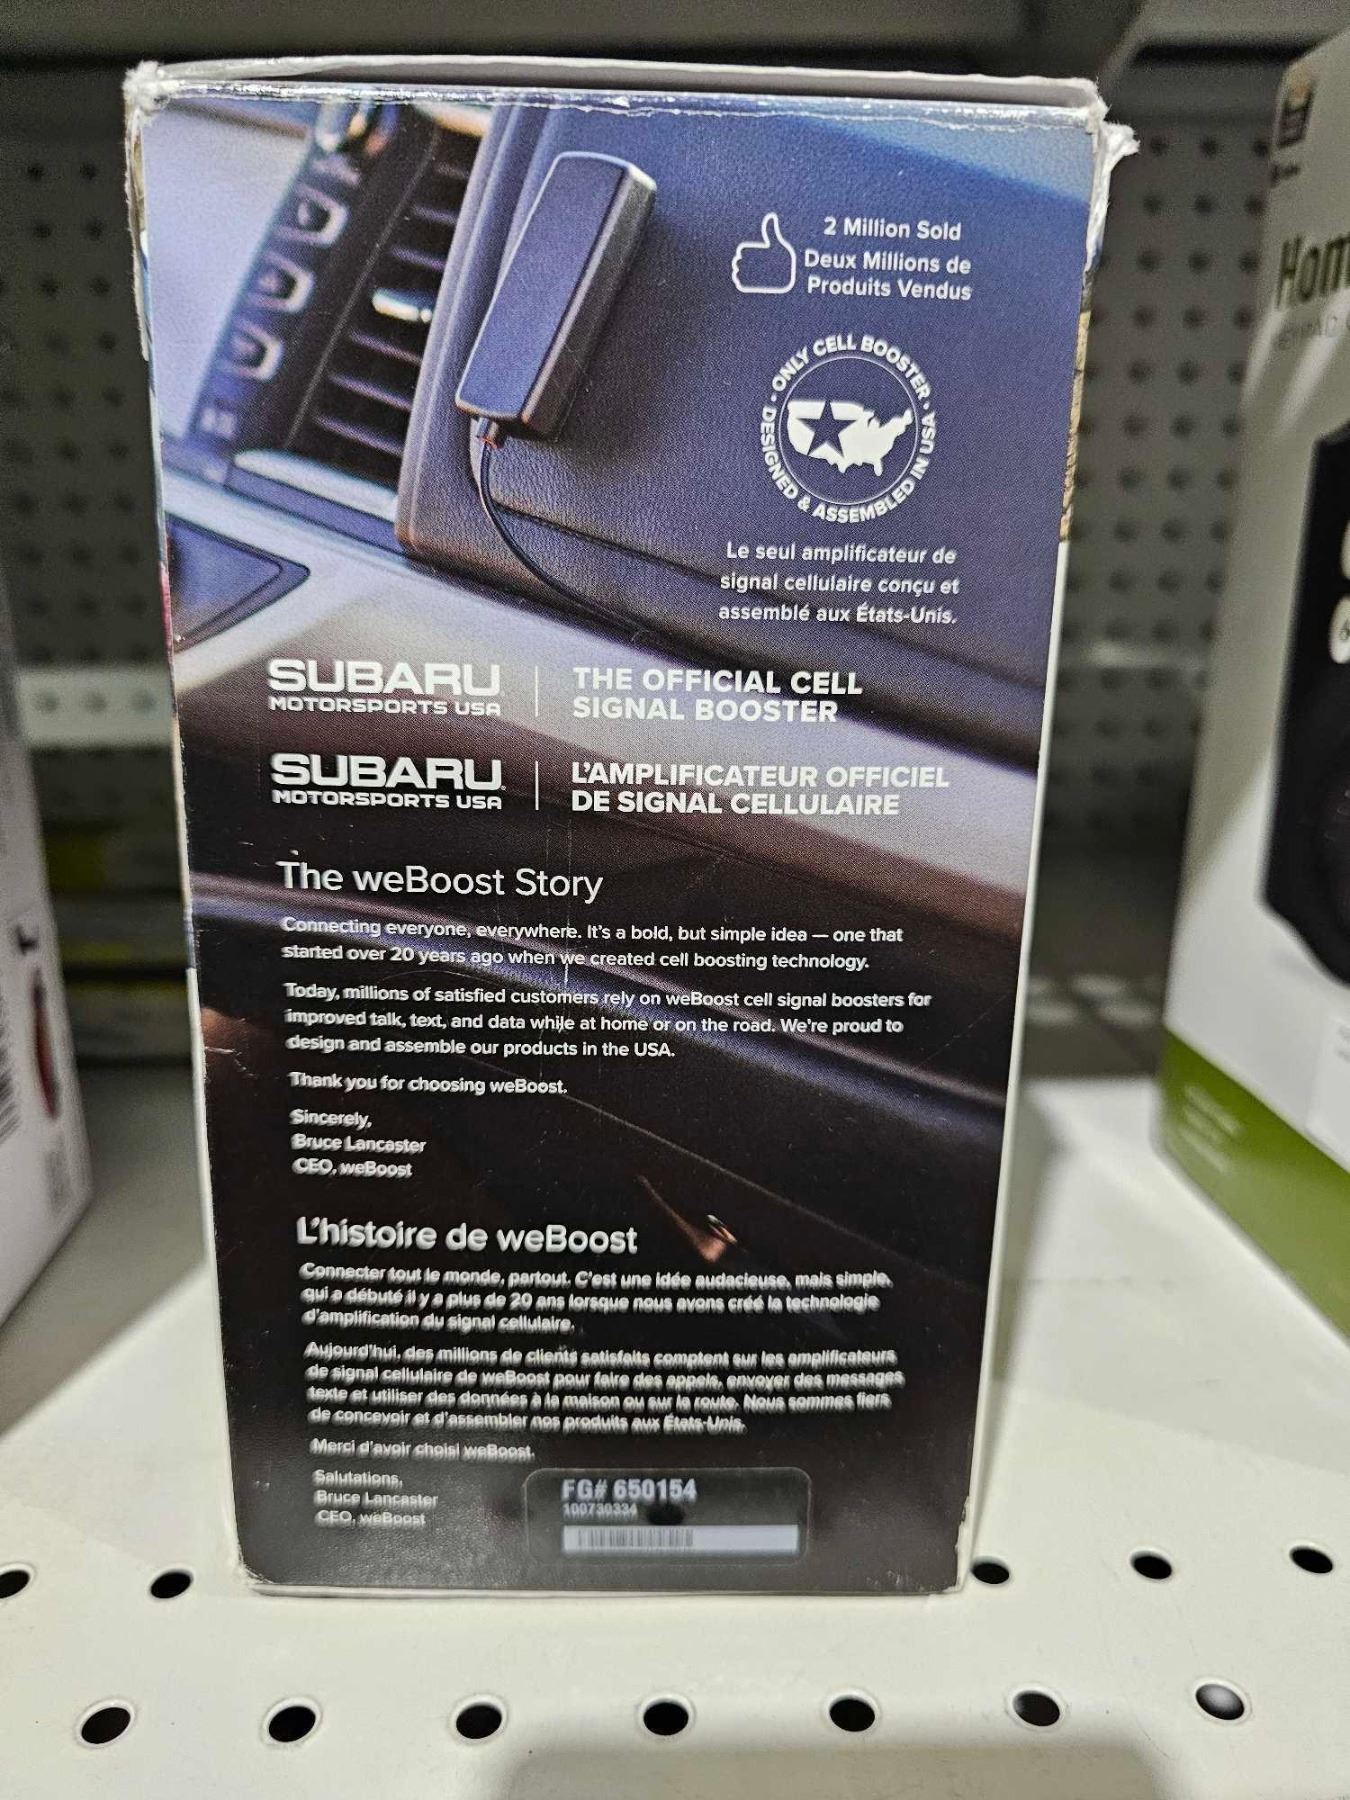 2 Million Sold
Deux Millions de
Produits Vendus
• ONLY CELL BOOSTER •
DESIGNED & ASSEMBLED IN USA
Le seul amplificateur de
signal cellulaire conçu et
assemblé aux États-Unis.
SUBARU
MOTORSPORTS USA
THE OFFICIAL CELL
SIGNAL BOOSTER
SUBARU
MOTORSPORTS USA
L'AMPLIFICATEUR OFFICIEL
DE SIGNAL CELLULAIRE
The weBoost Story
Connecting everyone, everywhere. It's a bold, but simple idea — one that
started over 20 years ago when we created cell boosting technology.
Today, millions of satisfied customers rely on weBoost cell signal boosters for
improved talk, text, and data while at home or on the road. We're proud to
design and assemble our products in the USA.
Thank you for choosing weBoost.
Sincerely,
Bruce Lancaster
CEO, weBoost
L'histoire de weBoost
Connecter tout le monde, partout. C'est une idée audacieuse, mais simple,
qui a débuté il y a plus de 20 ans lorsque nous avons créé la technologie
d'amplification du signal cellulaire.
Aujourd'hui, des millions de clients satisfaits comptent sur les amplificateurs
de signal cellulaire de weBoost pour faire des appels, envoyer des messages
texte et utiliser des données à la maison ou sur la route. Nous sommes fiers
de concevoir et d'assembler nos produits aux États-Unis.
Merci d'avoir choisi weBoost.
Salutations,
Bruce Lancaster
CEO, weBoost
FG# 650154
100730334
Hom